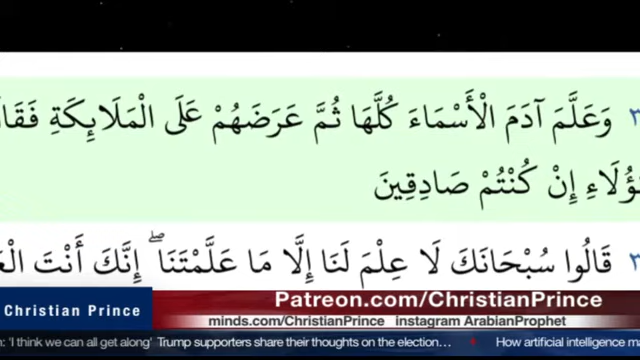 وَعَلَّمَ آدَمَ الْأَسْمَاءَ كُلَّهَا ثُمَّ عَرَضَهُمْ عَلَى الْمَلَائِكَةِ
إِنْ كُنْتُمْ صَادِقِينَ
قَالُوا سُبْحَانَكَ لَا عِلْمَ لَنَا إِلَّا مَا عَلَّمْتَنَا ۖ إِنَّكَ أَنْتَ
Christian Prince
Patreon.com/ChristianPrince
minds.com/ChristianPrince instagram ArabianProphet
'I think we can all get along' Trump supporters share their thoughts on the election... How artificial intelligence